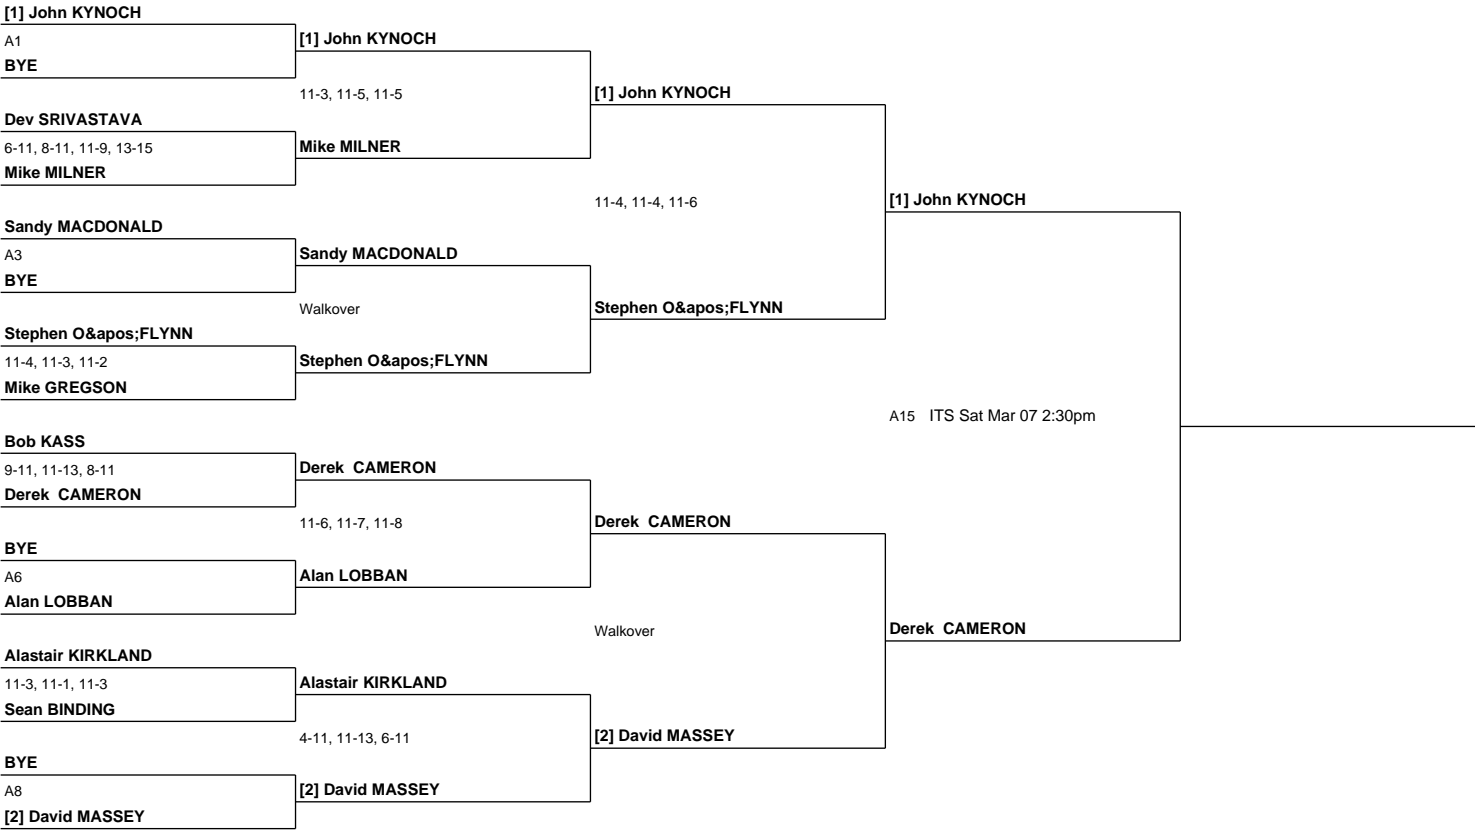 [1] John KYNOCH
A1
BYE
Dev SRIVASTAVA
6-11, 8-11, 11-9, 13-15
Mike MILNER
Sandy MACDONALD
A3
BYE
Stephen O&apos;FLYNN
11-4, 11-3, 11-2
Mike GREGSON
Bob KASS
9-11, 11-13, 8-11
Derek  CAMERON
BYE
A6
Alan LOBBAN
Alastair KIRKLAND
11-3, 11-1, 11-3
Sean BINDING
BYE
A8
[2] David MASSEY
[1] John KYNOCH
11-3, 11-5, 11-5
Mike MILNER
Sandy MACDONALD
Walkover
Stephen O&apos;FLYNN
Derek  CAMERON
11-6, 11-7, 11-8
Alan LOBBAN
Alastair KIRKLAND
4-11, 11-13, 6-11
[2] David MASSEY
[1] John KYNOCH
11-4, 11-4, 11-6
Stephen O&apos;FLYNN
Derek  CAMERON
Walkover
[2] David MASSEY
[1] John KYNOCH
A15 ITS Sat Mar 07 2:30pm
Derek  CAMERON